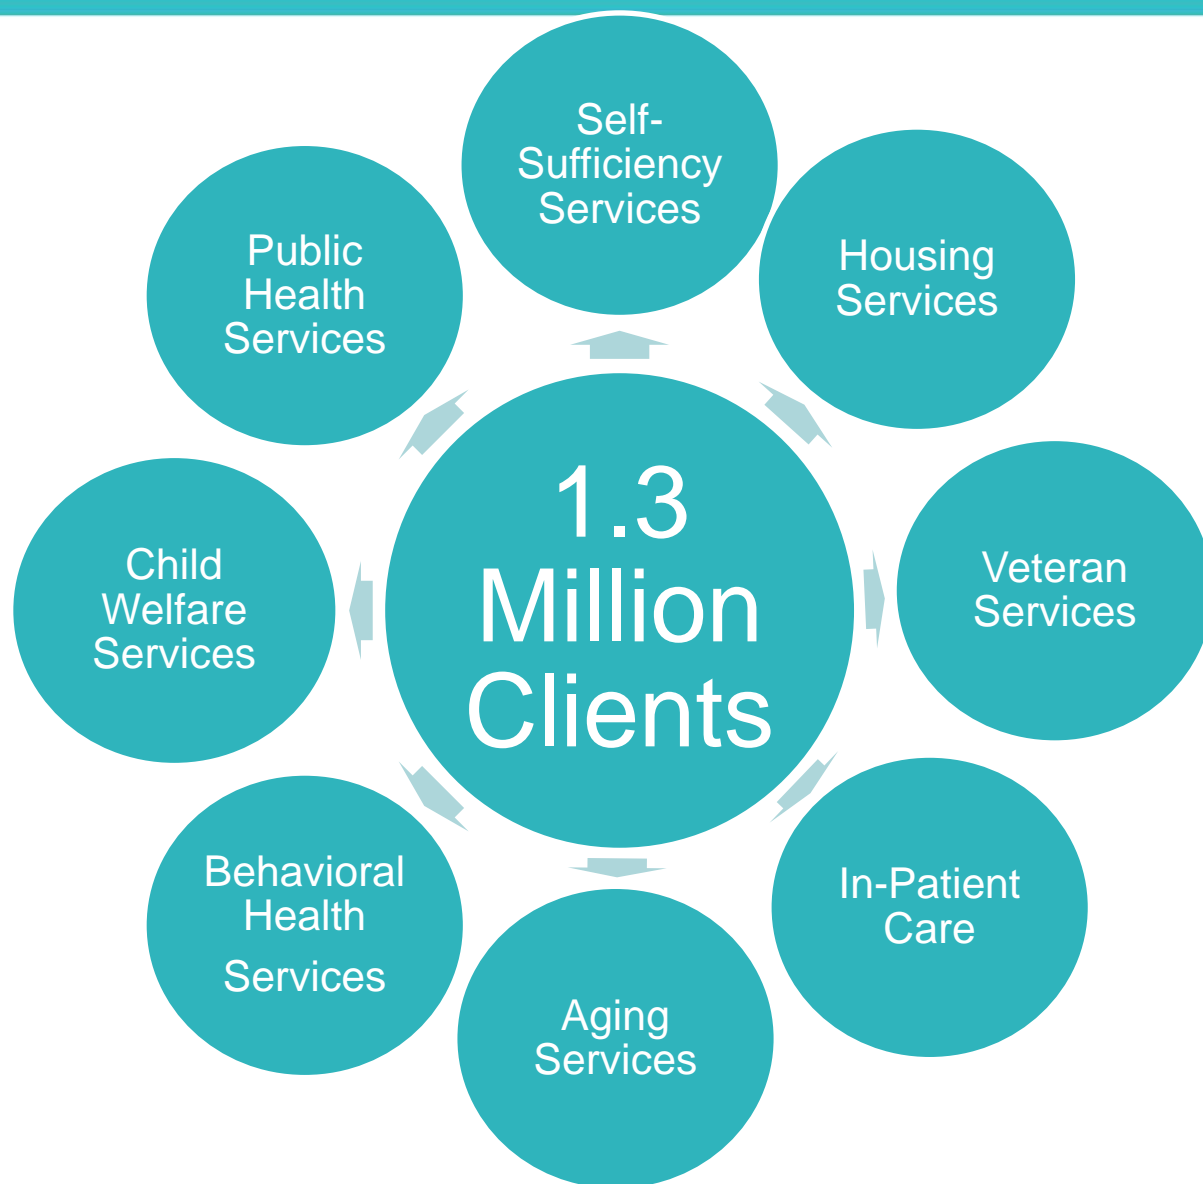 Self-
Sufficiency
Services
Housing
Services
Veteran
Services
In-Patient
Care
Aging
Services
Behavioral
Health
Services
Child
Welfare
Services
Public
Health
Services
1.3
Million
Clients